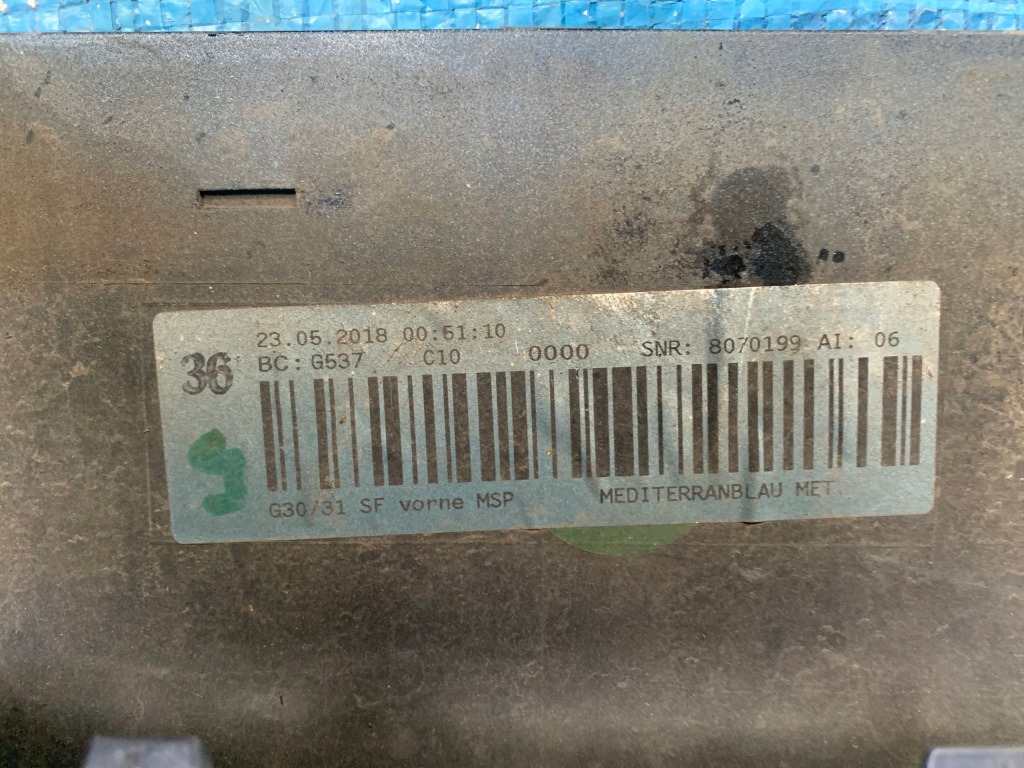 23.05.2018 00:51:10
BC: G537 C10 0000 SNR: 8070199 AI: 06
36
G30/31 SF vorne MSP MEDITERRANBLAU MET.